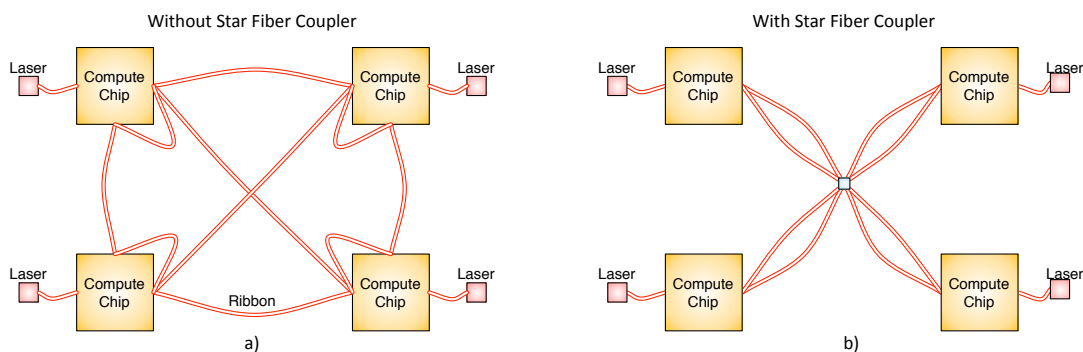 Without Star Fiber Coupler
With Star Fiber Coupler
Laser
Compute
Chip
Compute
Chip
Laser
Laser
Compute
Chip
Compute
Chip
Laser
Laser
Compute
Chip
Ribbon
Compute
Chip
Laser
Laser
Compute
Chip
Compute
Chip
Laser
a)
b)